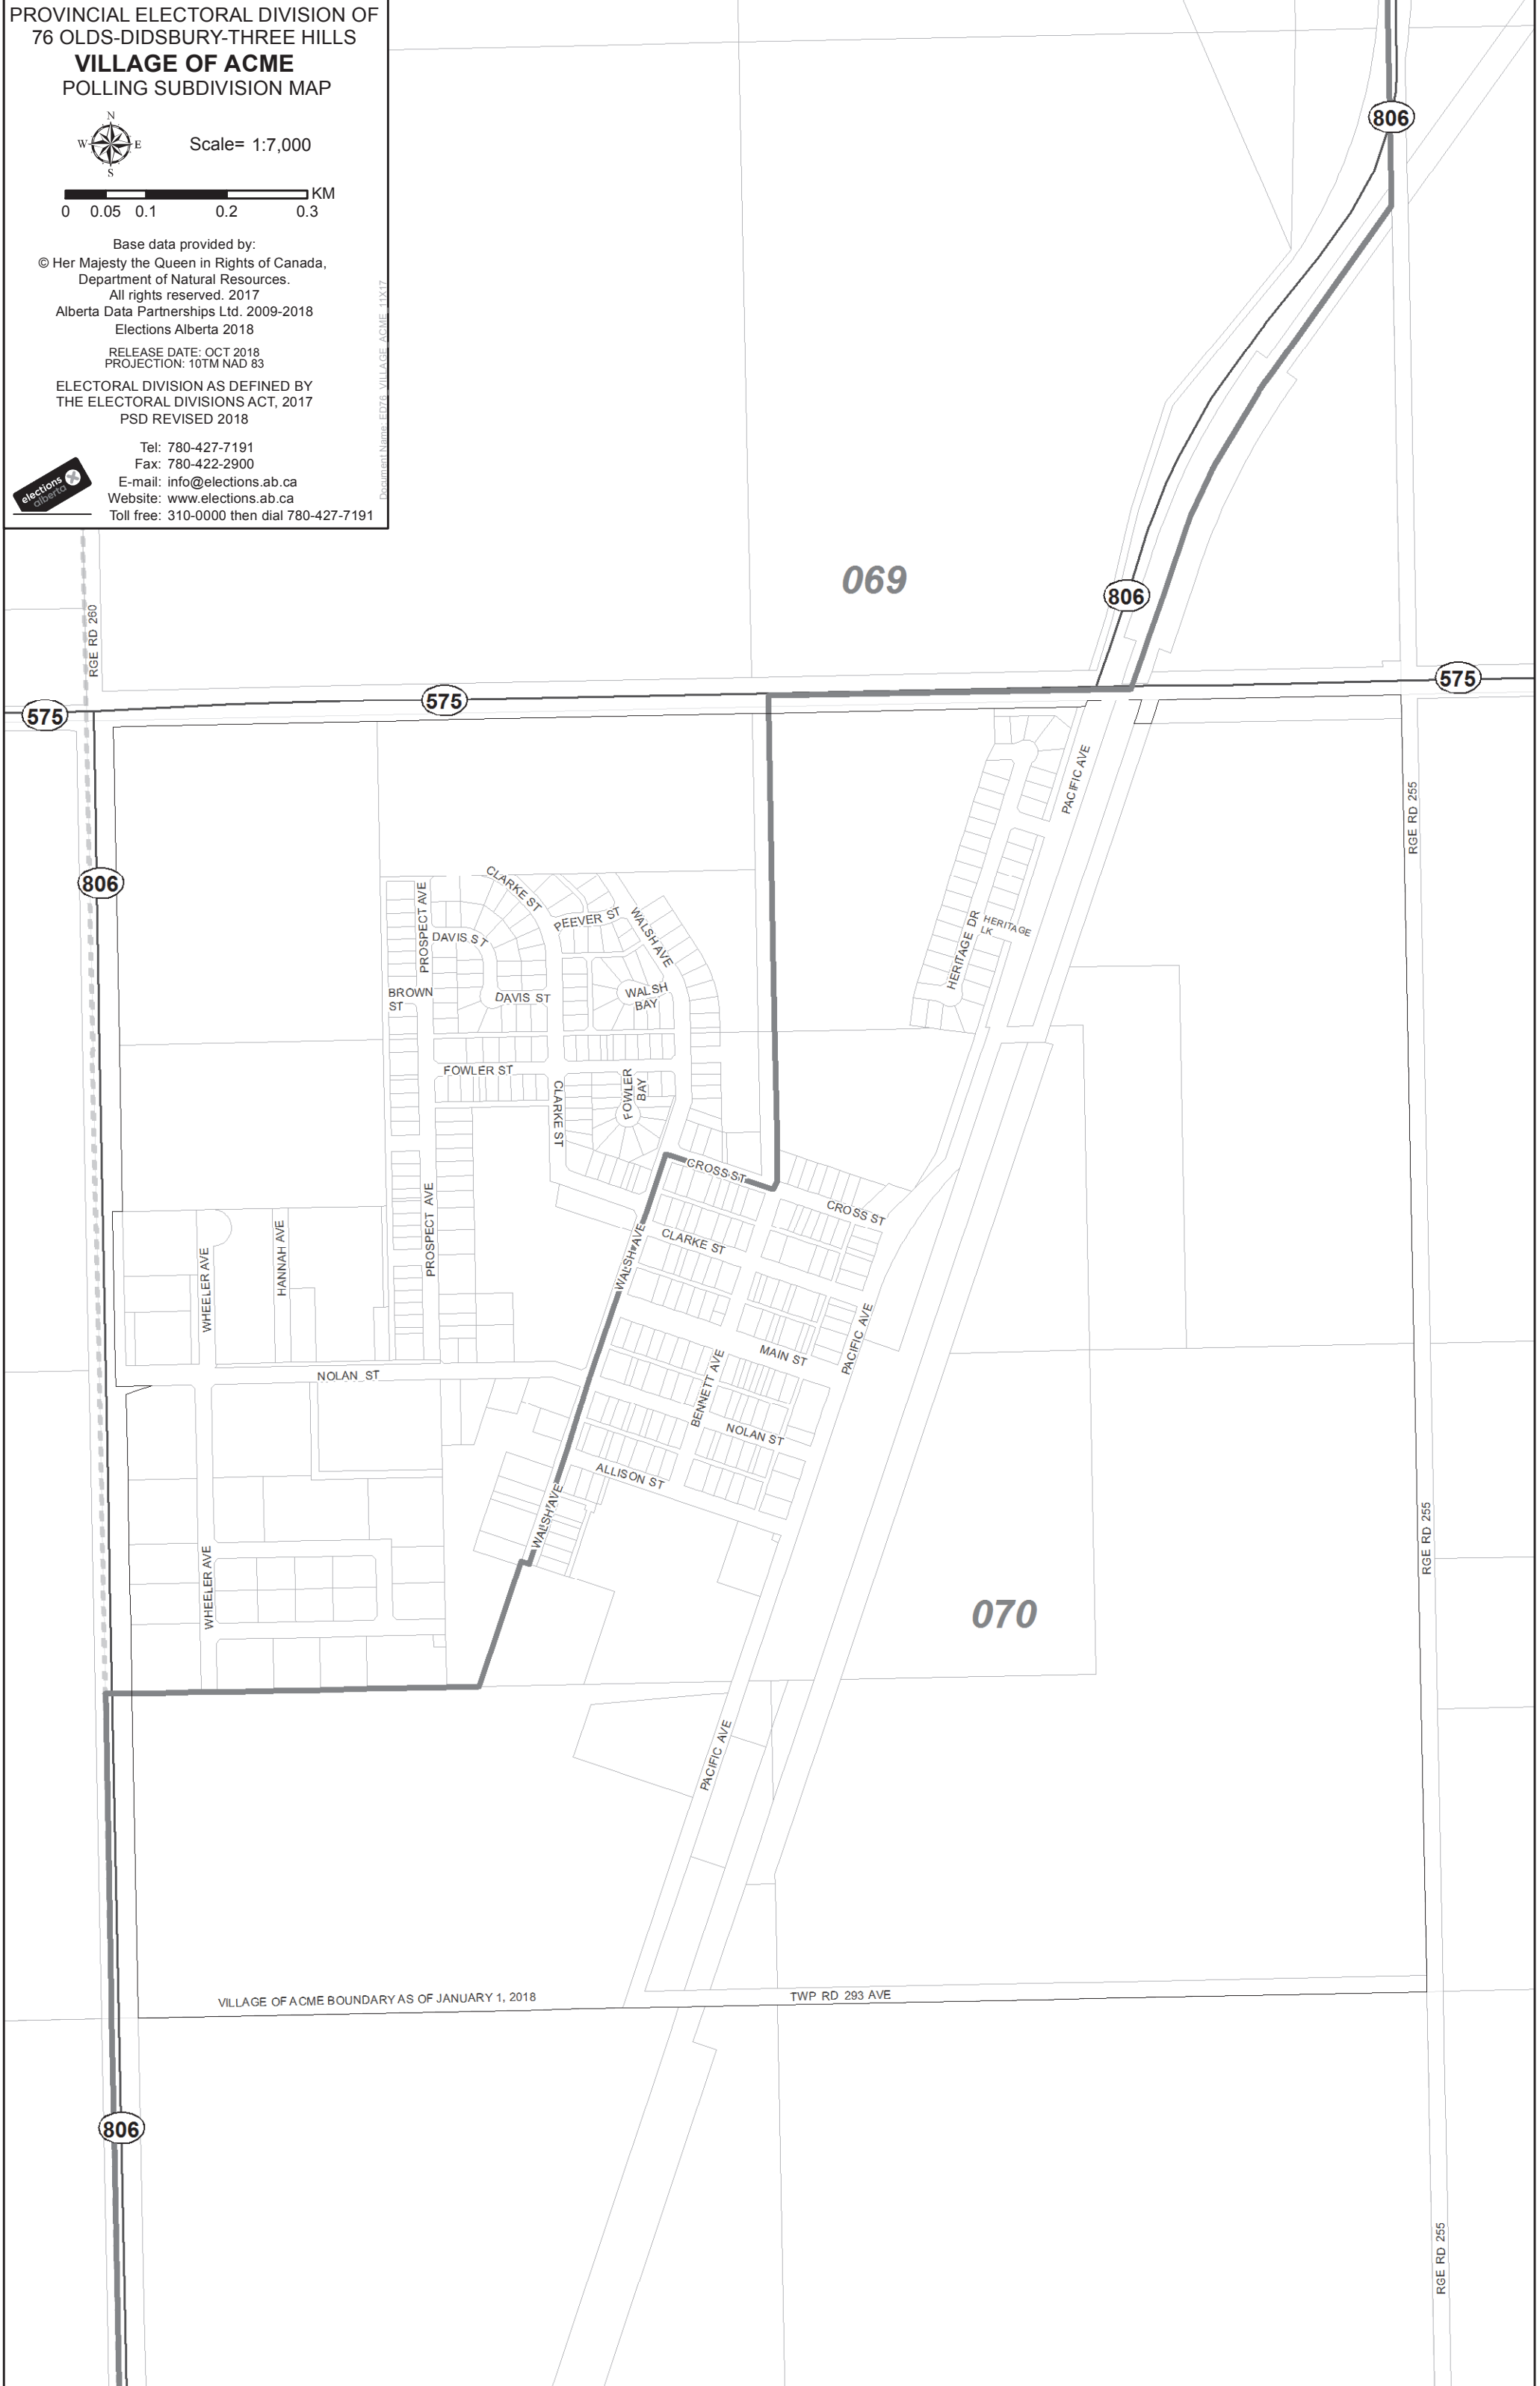 PROVINCIAL ELECTORAL DIVISION OF
76 OLDS-DIDSBURY-THREE HILLS
VILLAGE OF ACME
POLLING SUBDIVISION MAP
N
W E
S
Scale= 1:7,000
KM
0 0.05 0.1 0.2 0.3
Base data provided by:
© Her Majesty the Queen in Rights of Canada,
Department of Natural Resources.
All rights reserved. 2017
Alberta Data Partnerships Ltd. 2009-2018
Elections Alberta 2018
RELEASE DATE: OCT 2018
PROJECTION: 10TM NAD 83
ELECTORAL DIVISION AS DEFINED BY
THE ELECTORAL DIVISIONS ACT, 2017
PSD REVISED 2018
Tel: 780-427-7191
Fax: 780-422-2900
E-mail: info@elections.ab.ca
Website: www.elections.ab.ca
Toll free: 310-0000 then dial 780-427-7191
elections
alberta
Document Name: ED76_VILLAGE_ACME_11X17
806
069
806
RGE RD 260
575
575
575
PACIFIC AVE
RGE RD 255
806
CLARKE ST
PROSPECT AVE
PEEVER ST
WALSH AVE
DAVIS ST
HERITAGE DR
HERITAGE
LK
BROWN
ST
DAVIS ST
WALSH
BAY
FOWLER ST
CLARKE ST
FOWLER
BAY
CROSS ST
CROSS ST
PROSPECT AVE
WHEELER AVE
HANNAH AVE
WALSH AVE
CLARKE ST
PACIFIC AVE
MAIN ST
NOLAN ST
BENNETT AVE
NOLAN ST
ALLISON ST
WALSH AVE
RGE RD 255
WHEELER AVE
070
PACIFIC AVE
VILLAGE OF ACME BOUNDARY AS OF JANUARY 1, 2018
TWP RD 293 AVE
806
RGE RD 255